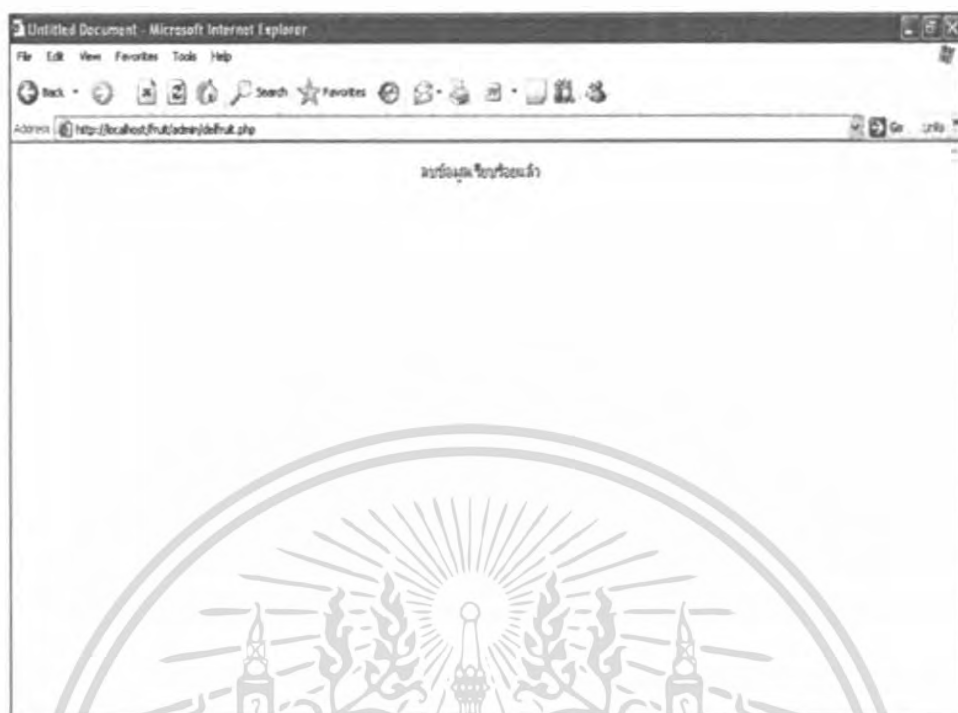 Untitled Document - Microsoft Internet Explorer
File Edit View Favorites Tools Help
Back Search Favorites
Address http://localhost/fruit/admin/delfruit.php Go Links
ลบข้อมูลเรียบร้อยแล้ว